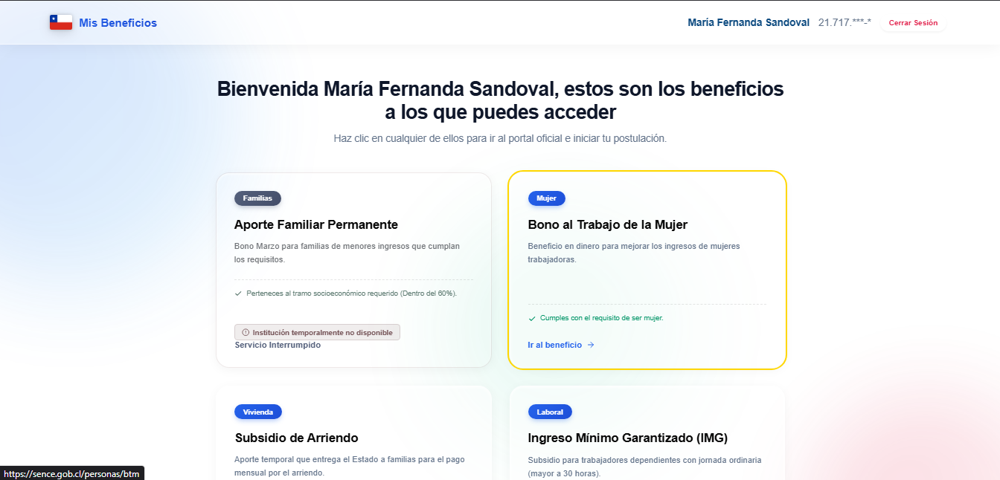 Mis Beneficios
María Fernanda Sandoval 21.717.***-* Cerrar Sesión
Bienvenida María Fernanda Sandoval, estos son los beneficios
a los que puedes acceder
Haz clic en cualquier de ellos para ir al portal oficial e iniciar tu postulación.
Familias
Aporte Familiar Permanente
Bono Marzo para familias de menores ingresos que cumplan
los requisitos.
Perteneces al tramo socioeconómico requerido (Dentro del 60%).
Institución temporalmente no disponible
Servicio Interrumpido
Mujer
Bono al Trabajo de la Mujer
Beneficio en dinero para mejorar los ingresos de mujeres
trabajadoras.
Cumples con el requisito de ser mujer.
Ir al beneficio →
Vivienda
Subsidio de Arriendo
Aporte temporal que entrega el Estado a familias para el pago
mensual por el arriendo.
Laboral
Ingreso Mínimo Garantizado (IMG)
Subsidio para trabajadores dependientes con jornada ordinaria
(mayor a 30 horas).
https://sence.gob.cl/personas/btm